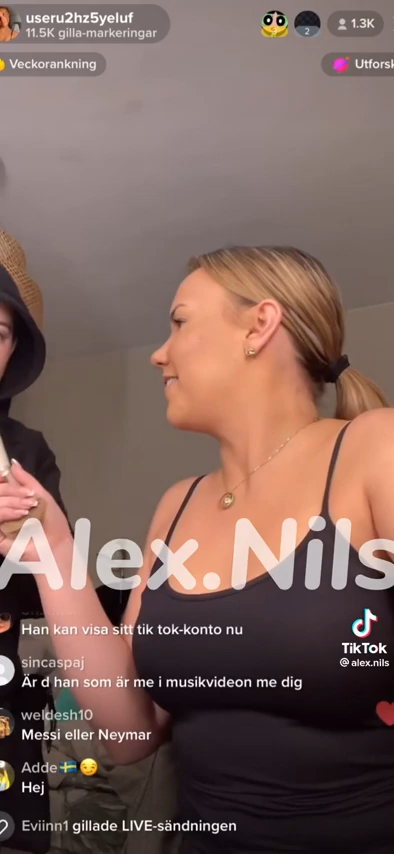 useru2hz5yeluf
11.5K gilla-markeringar
2
1.3K
Veckorankning
Alex.Nils
Han kan visa sitt tik tok-konto nu
TikTok
@alex.nils
sincaspaj
Är d han som är me i musikvideon me dig
weldesh10
Messi eller Neymar
Adde🇸🇪😏
Hej
Eviinn1 gillade LIVE-sändningen